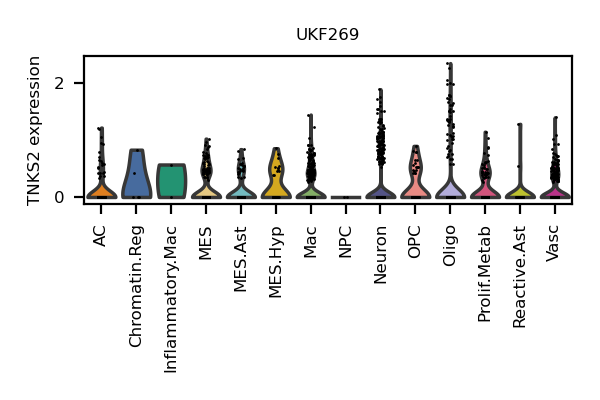 UKF269
TNKS2 expression
2
0
AC
Chromatin.Reg
Inflammatory.Mac
MES
MES.Ast
MES.Hyp
Mac
NPC
Neuron
OPC
Oligo
Prolif.Metab
Reactive.Ast
Vasc